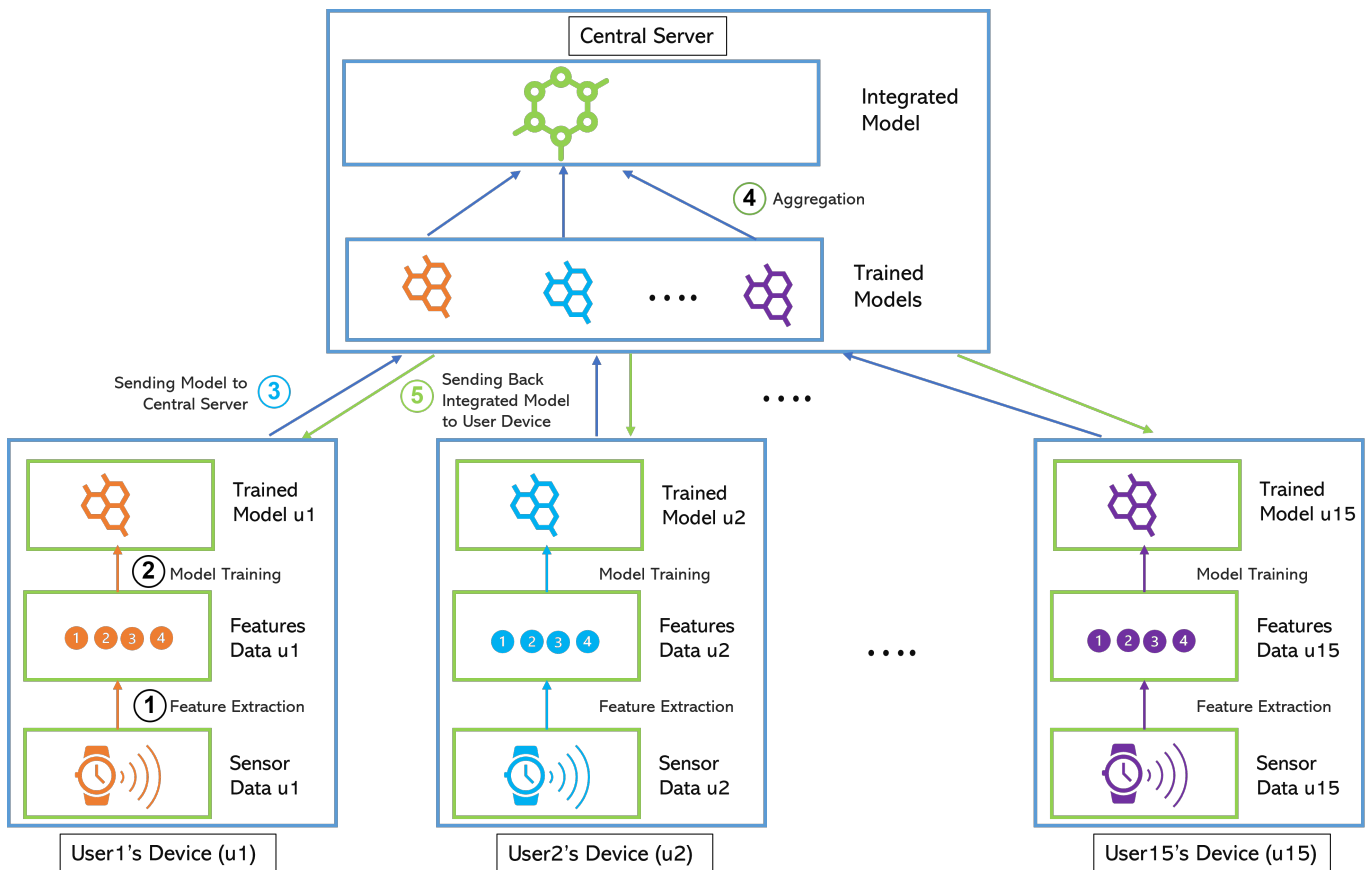 Central Server
Integrated
Model
4 Aggregation
Trained
Models
....
Sending Model to
Central Server
3
5
Sending Back
Integrated Model
to User Device
....
Trained
Model u1
2 Model Training
1 2 3 4
Features
Data u1
1 Feature Extraction
Sensor
Data u1
User1's Device (u1)
Trained
Model u2
Model Training
1 2 3 4
Features
Data u2
Feature Extraction
Sensor
Data u2
User2's Device (u2)
....
Trained
Model u15
Model Training
1 2 3 4
Features
Data u15
Feature Extraction
Sensor
Data u15
User15's Device (u15)